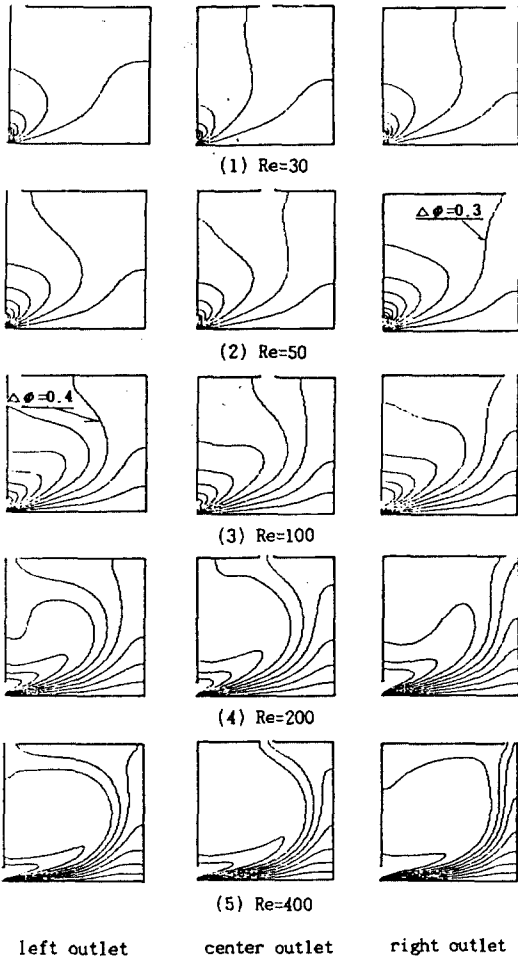 (1) Re=30
△Φ=0.3
(2) Re=50
△Φ=0.4
(3) Re=100
(4) Re=200
(5) Re=400
left outlet center outlet right outlet